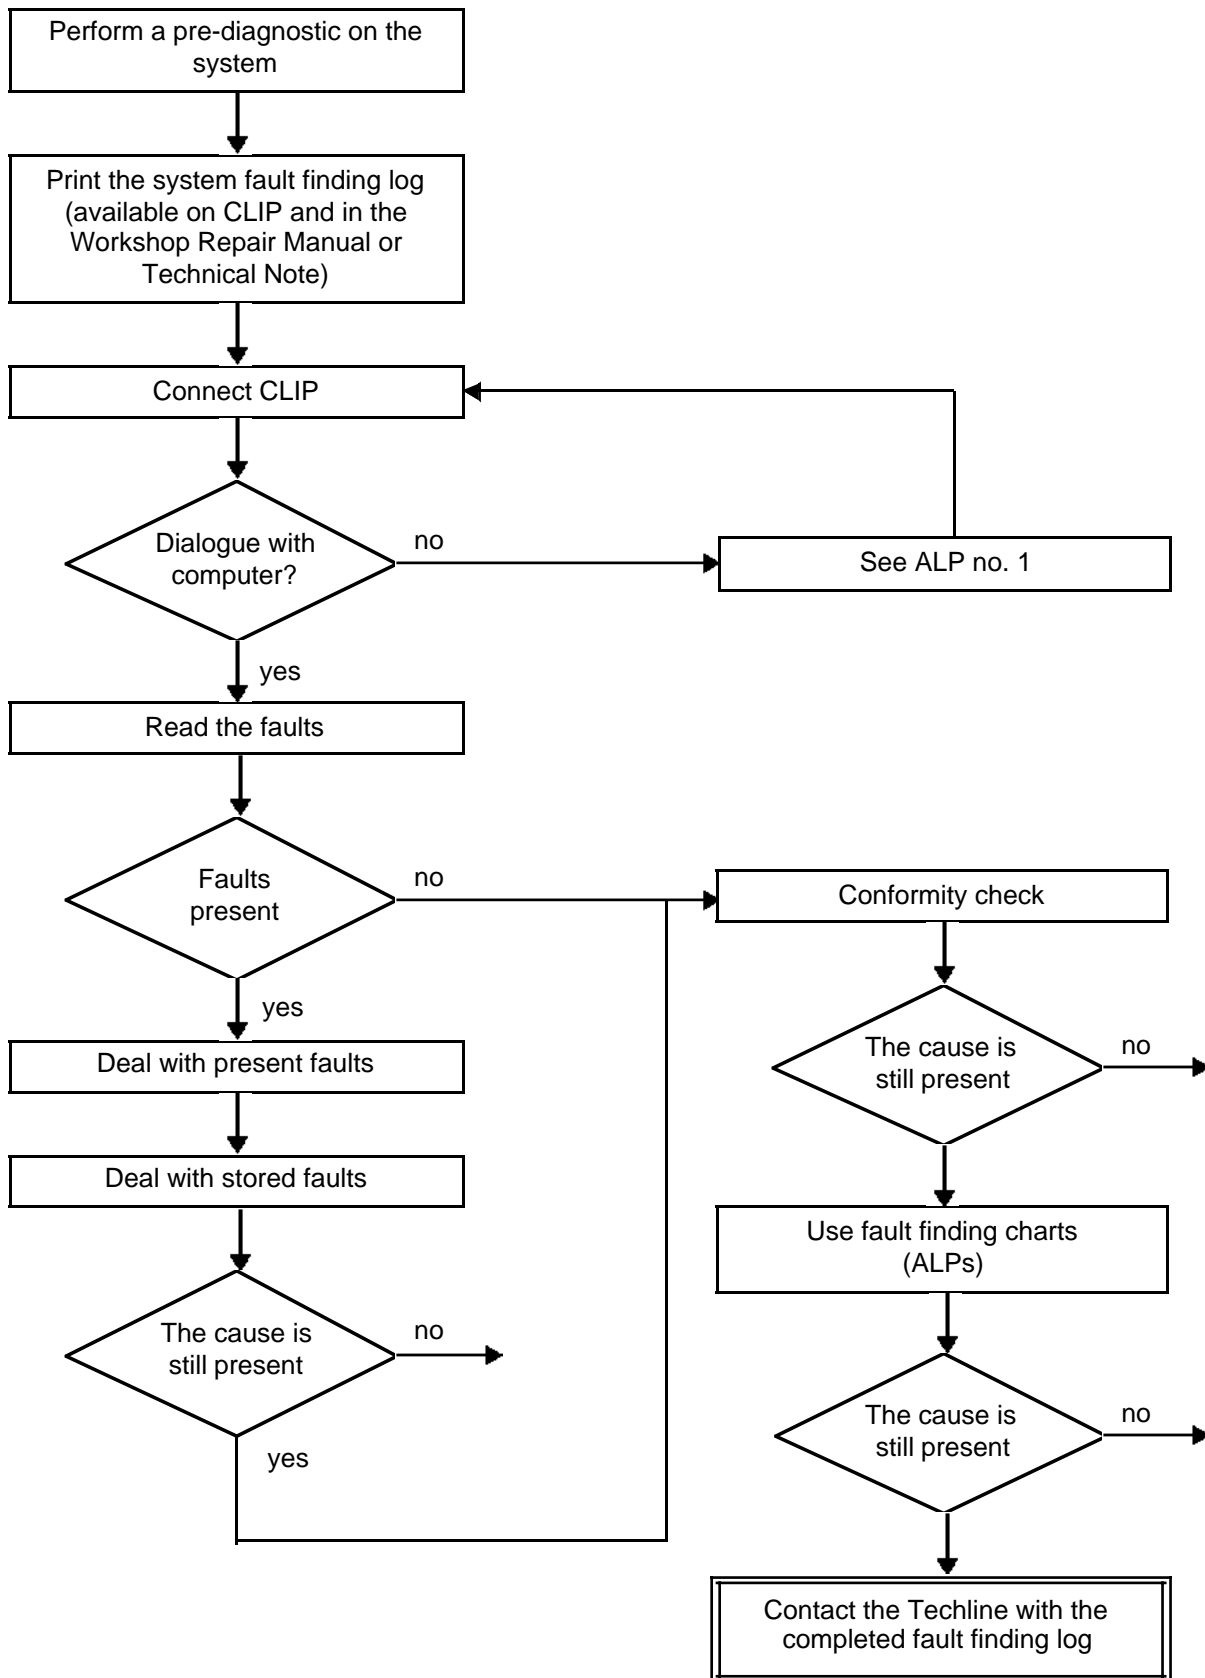 Perform a pre-diagnostic on the
system
Print the system fault finding log
(available on CLIP and in the
Workshop Repair Manual or
Technical Note)
Connect CLIP
Dialogue with
computer?
no
See ALP no. 1
yes
Read the faults
Faults
present
no
Conformity check
yes
Deal with present faults
The cause is
still present
no
Deal with stored faults
Use fault finding charts
(ALPs)
The cause is
still present
no
yes
The cause is
still present
no
Contact the Techline with the
completed fault finding log